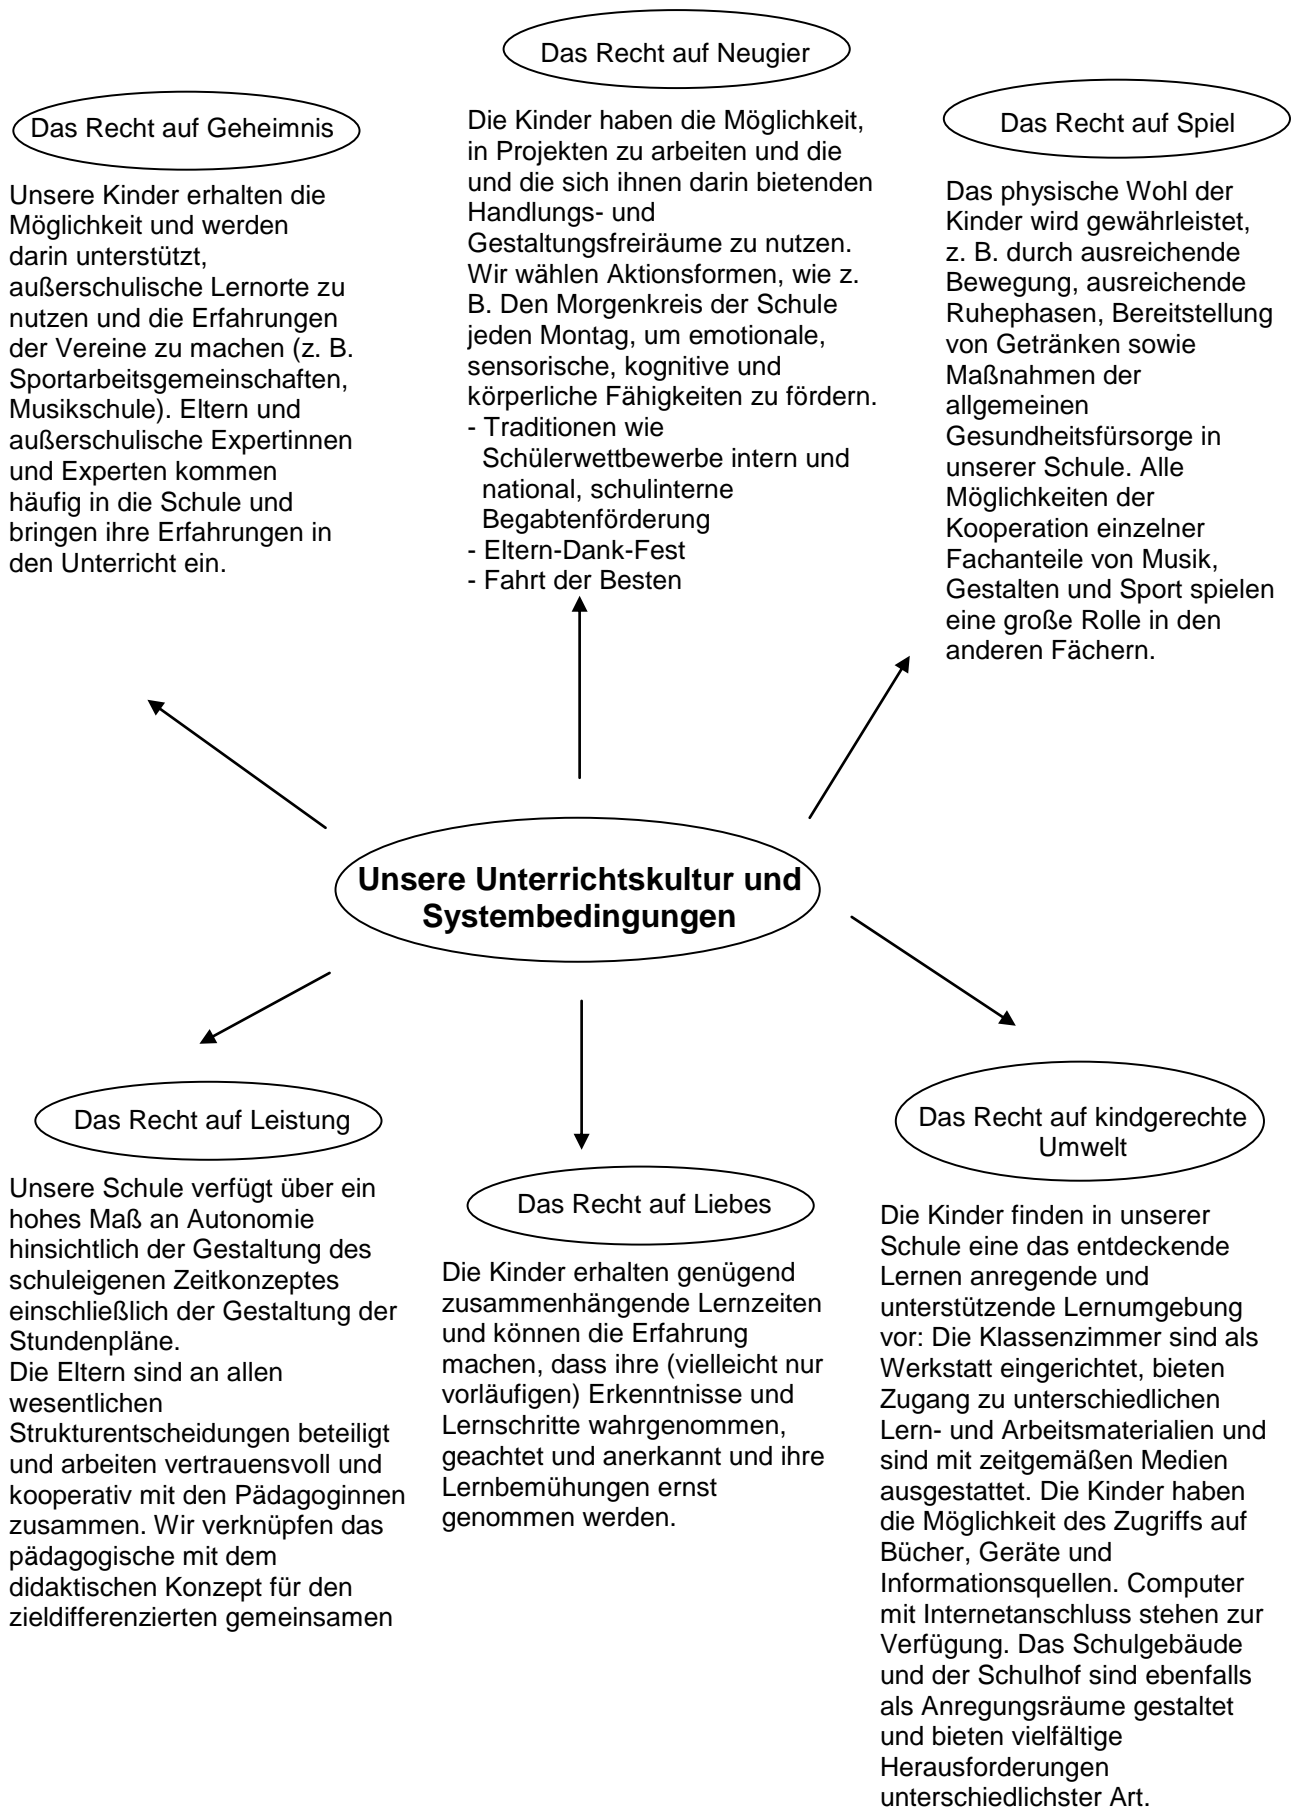 Das Recht auf Geheimnis
Unsere Kinder erhalten die
Möglichkeit und werden
darin unterstützt,
außerschulische Lernorte zu
nutzen und die Erfahrungen
der Vereine zu machen (z. B.
Sportarbeitsgemeinschaften,
Musikschule). Eltern und
außerschulische Expertinnen
und Experten kommen
häufig in die Schule und
bringen ihre Erfahrungen in
den Unterricht ein.
Das Recht auf Neugier
Die Kinder haben die Möglichkeit,
in Projekten zu arbeiten und die
und die sich ihnen darin bietenden
Handlungs- und
Gestaltungsfreiräume zu nutzen.
Wir wählen Aktionsformen, wie z.
B. Den Morgenkreis der Schule
jeden Montag, um emotionale,
sensorische, kognitive und
körperliche Fähigkeiten zu fördern.
- Traditionen wie
Schülerwettbewerbe intern und
national, schulinterne
Begabtenförderung
- Eltern-Dank-Fest
- Fahrt der Besten
Das Recht auf Spiel
Das physische Wohl der
Kinder wird gewährleistet,
z. B. durch ausreichende
Bewegung, ausreichende
Ruhephasen, Bereitstellung
von Getränken sowie
Maßnahmen der
allgemeinen
Gesundheitsfürsorge in
unserer Schule. Alle
Möglichkeiten der
Kooperation einzelner
Fachanteile von Musik,
Gestalten und Sport spielen
eine große Rolle in den
anderen Fächern.
Unsere Unterrichtskultur und
Systembedingungen
Das Recht auf Leistung
Unsere Schule verfügt über ein
hohes Maß an Autonomie
hinsichtlich der Gestaltung des
schuleigenen Zeitkonzeptes
einschließlich der Gestaltung der
Stundenpläne.
Die Eltern sind an allen
wesentlichen
Strukturentscheidungen beteiligt
und arbeiten vertrauensvoll und
kooperativ mit den Pädagoginnen
zusammen. Wir verknüpfen das
pädagogische mit dem
didaktischen Konzept für den
zieldifferenzierten gemeinsamen
Das Recht auf Liebes
Die Kinder erhalten genügend
zusammenhängende Lernzeiten
und können die Erfahrung
machen, dass ihre (vielleicht nur
vorläufigen) Erkenntnisse und
Lernschritte wahrgenommen,
geachtet und anerkannt und ihre
Lernbemühungen ernst
genommen werden.
Das Recht auf kindgerechte
Umwelt
Die Kinder finden in unserer
Schule eine das entdeckende
Lernen anregende und
unterstützende Lernumgebung
vor: Die Klassenzimmer sind als
Werkstatt eingerichtet, bieten
Zugang zu unterschiedlichen
Lern- und Arbeitsmaterialien und
sind mit zeitgemäßen Medien
ausgestattet. Die Kinder haben
die Möglichkeit des Zugriffs auf
Bücher, Geräte und
Informationsquellen. Computer
mit Internetanschluss stehen zur
Verfügung. Das Schulgebäude
und der Schulhof sind ebenfalls
als Anregungsräume gestaltet
und bieten vielfältige
Herausforderungen
unterschiedlichster Art.